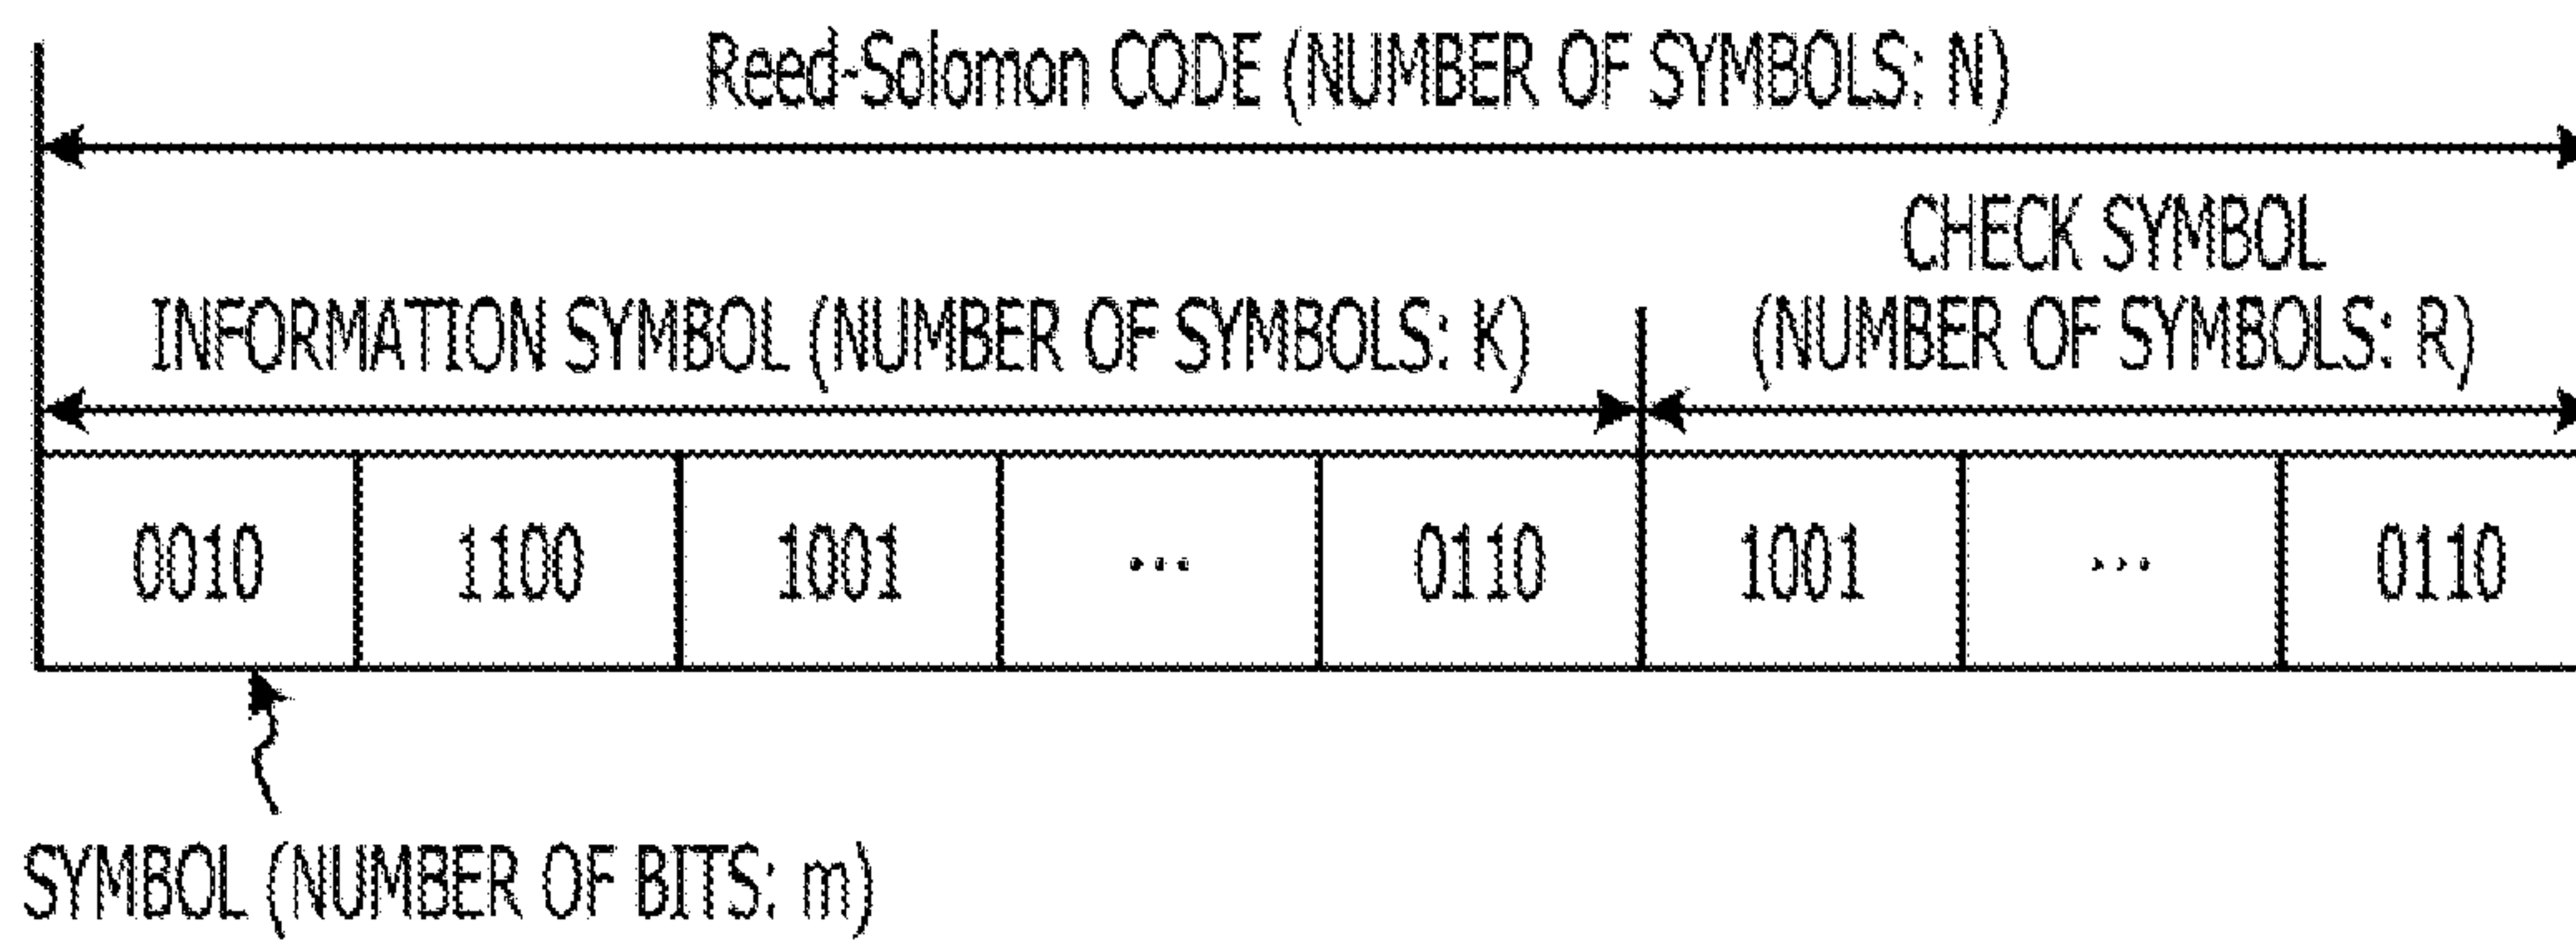 Reed-Solomon CODE (NUMBER OF SYMBOLS: N)
CHECK SYMBOL
INFORMATION SYMBOL (NUMBER OF SYMBOLS: K) (NUMBER OF SYMBOLS: R)
0010 1100 1001 ... 0110 1001 ... 0110
SYMBOL (NUMBER OF BITS: m)